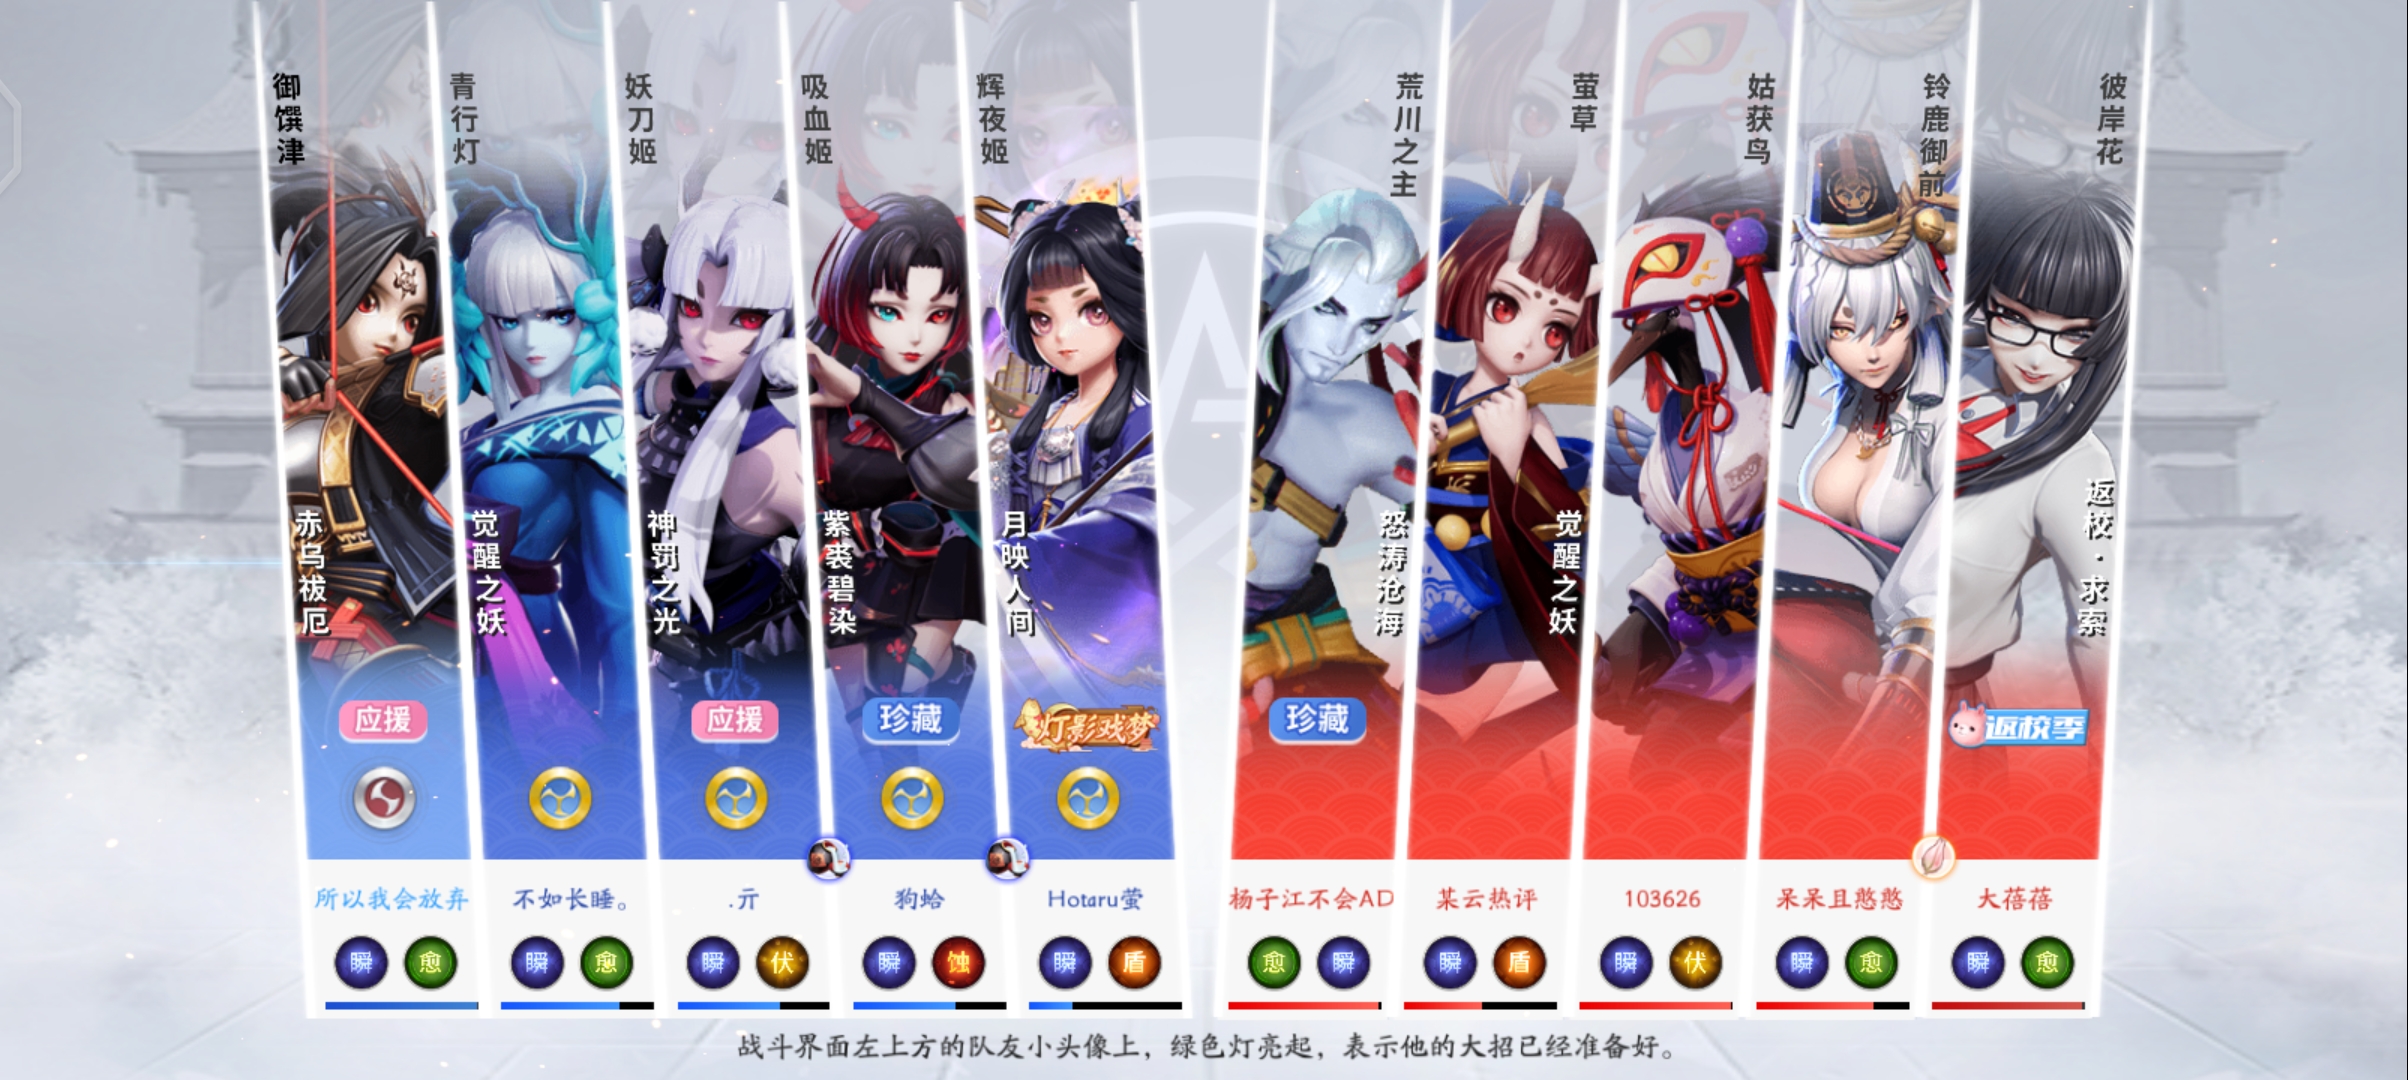 御馔津
青行灯
妖刀姬
吸血姬
辉夜姬
荒川之主
萤草
姑获鸟
铃鹿御前
彼岸花
赤乌祓厄
觉醒之妖
神罚之光
紫裘碧染
月映人间
怒涛沧海
觉醒之妖
返校·求索
应援
应援
珍藏
灯影戏梦
珍藏
返校季
所以我会放弃
不如长睡。
.亓
狗蛤
Hotaru萤
杨子江不会AD
某云热评
103626
呆呆且憨憨
大蓓蓓
瞬 愈
瞬 愈
瞬 伏
瞬 蚀
瞬 盾
愈 瞬
瞬 盾
瞬 伏
瞬 愈
瞬 愈
战斗界面左上方的队友小头像上，绿色灯亮起，表示他的大招已经准备好。